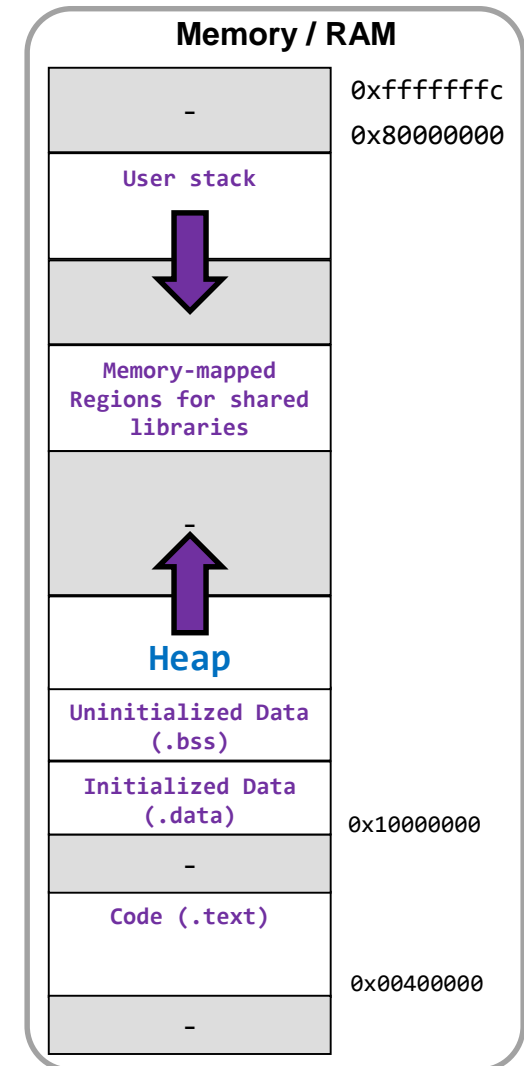 Memory / RAM
0xfffffffc
-
0x80000000
User stack
Memory-mapped
Regions for shared
libraries
-
Heap
Uninitialized Data
(.bss)
Initialized Data
(.data)
0x10000000
-
Code (.text)
0x00400000
-